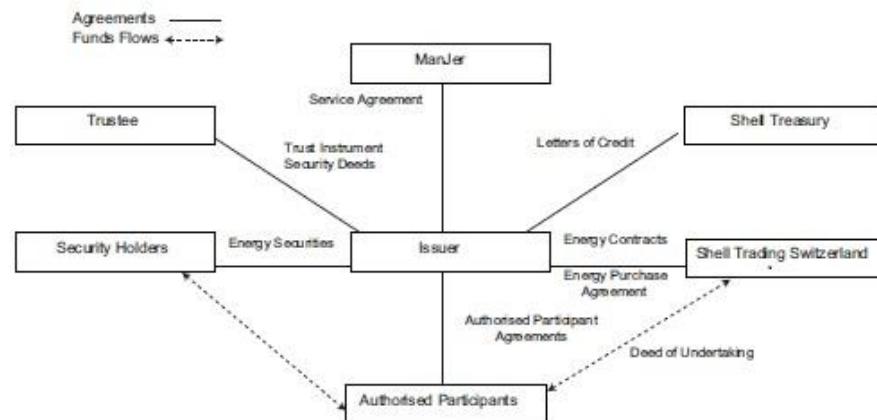 Agreements
Funds Flows
ManJer
Service Agreement
Trustee
Shell Treasury
Trust Instrument
Security Deeds
Letters of Credit
Security Holders
Energy Securities
Issuer
Energy Contracts
Shell Trading Switzerland
Energy Purchase
Agreement
Authorised Participant
Agreements
Deed of Undertaking
Authorised Participants